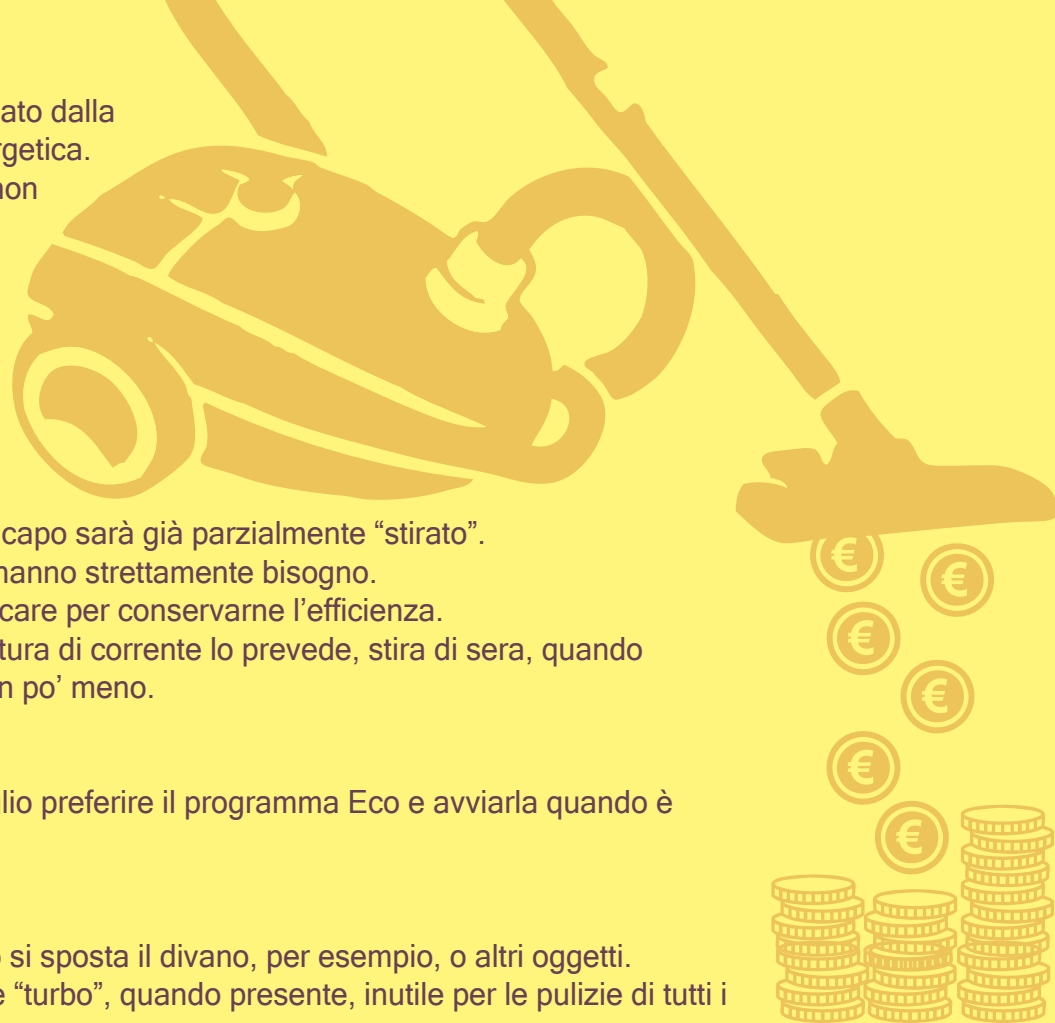 ato dalla
rgetica.
non
capo sarà già parzialmente “stirato”.
hanno strettamente bisogno.
care per conservarne l’efficienza.
tura di corrente lo prevede, stira di sera, quando
n po’ meno.
lio preferire il programma Eco e avviarla quando è
si sposta il divano, per esempio, o altri oggetti.
e “turbo”, quando presente, inutile per le pulizie di tutti i
€
€
€
€
€
€